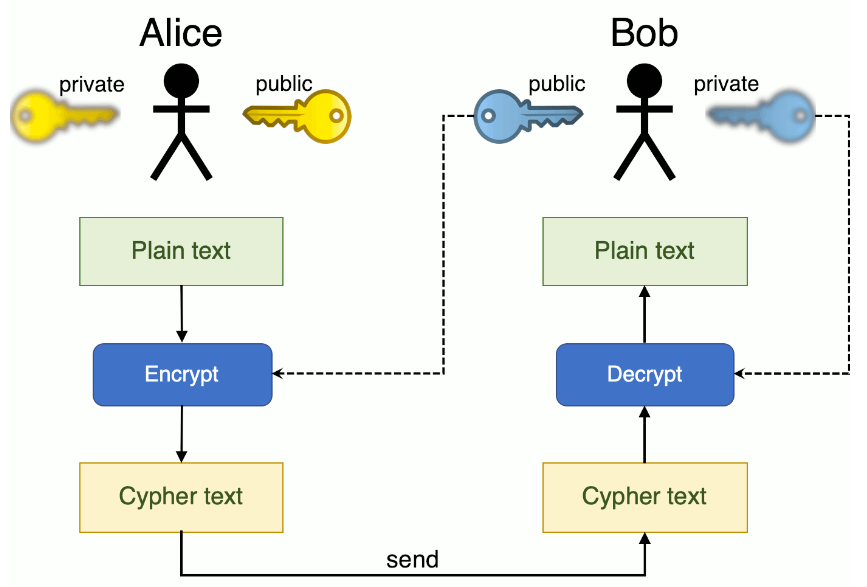 Alice
Bob
private
public
public
private
Plain text
Plain text
Encrypt
Decrypt
Cypher text
Cypher text
send